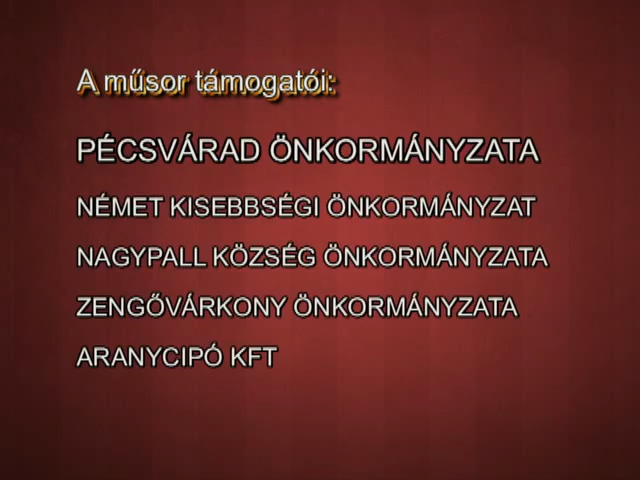 A műsor támogatói:
PÉCSVÁRAD ÖNKORMÁNYZATA
NÉMET KISEBBSÉGI ÖNKORMÁNYZAT
NAGYPALL KÖZSÉG ÖNKORMÁNYZATA
ZENGŐVÁRKONY ÖNKORMÁNYZATA
ARANYCIPÓ KFT